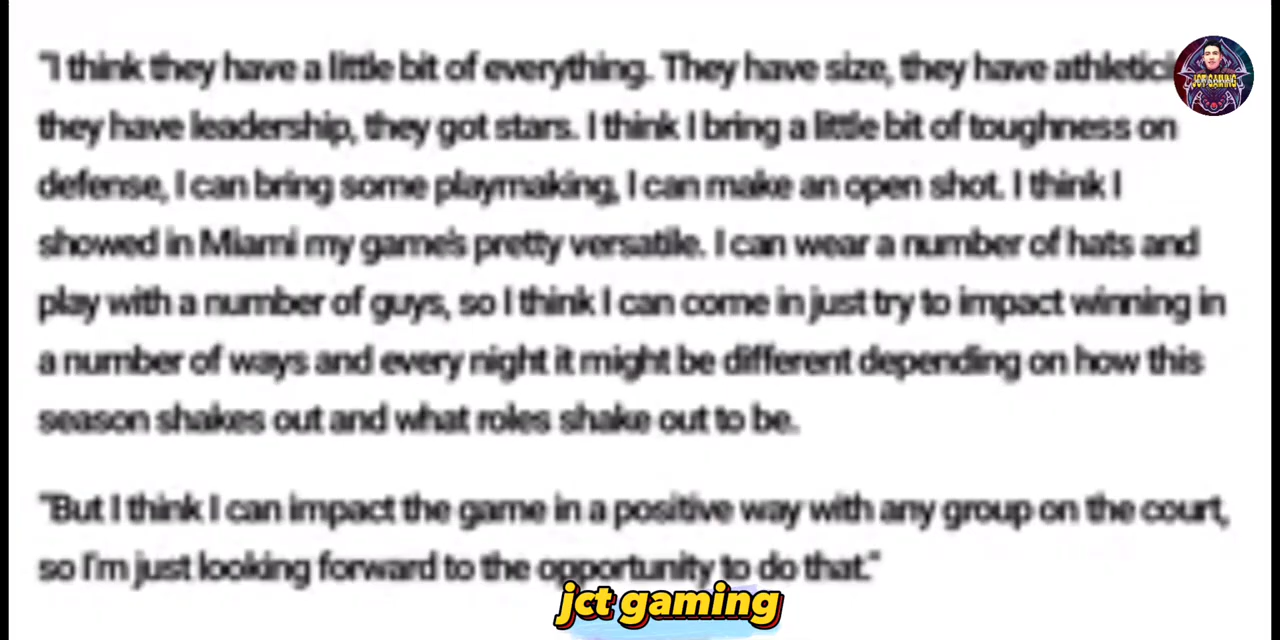 "I think they have a little bit of everything. They have size, they have athletici
they have leadership, they got stars. I think I bring a little bit of toughness on
defense, I can bring some playmaking, I can make an open shot. I think I
showed in Miami my game's pretty versatile. I can wear a number of hats and
play with a number of guys, so I think I can come in just try to impact winning in
a number of ways and every night it might be different depending on how this
season shakes out and what roles shake out to be.
"But I think I can impact the game in a positive way with any group on the court,
so I'm just looking forward to the opportunity to do that."
JCT GAMING
jct gaming